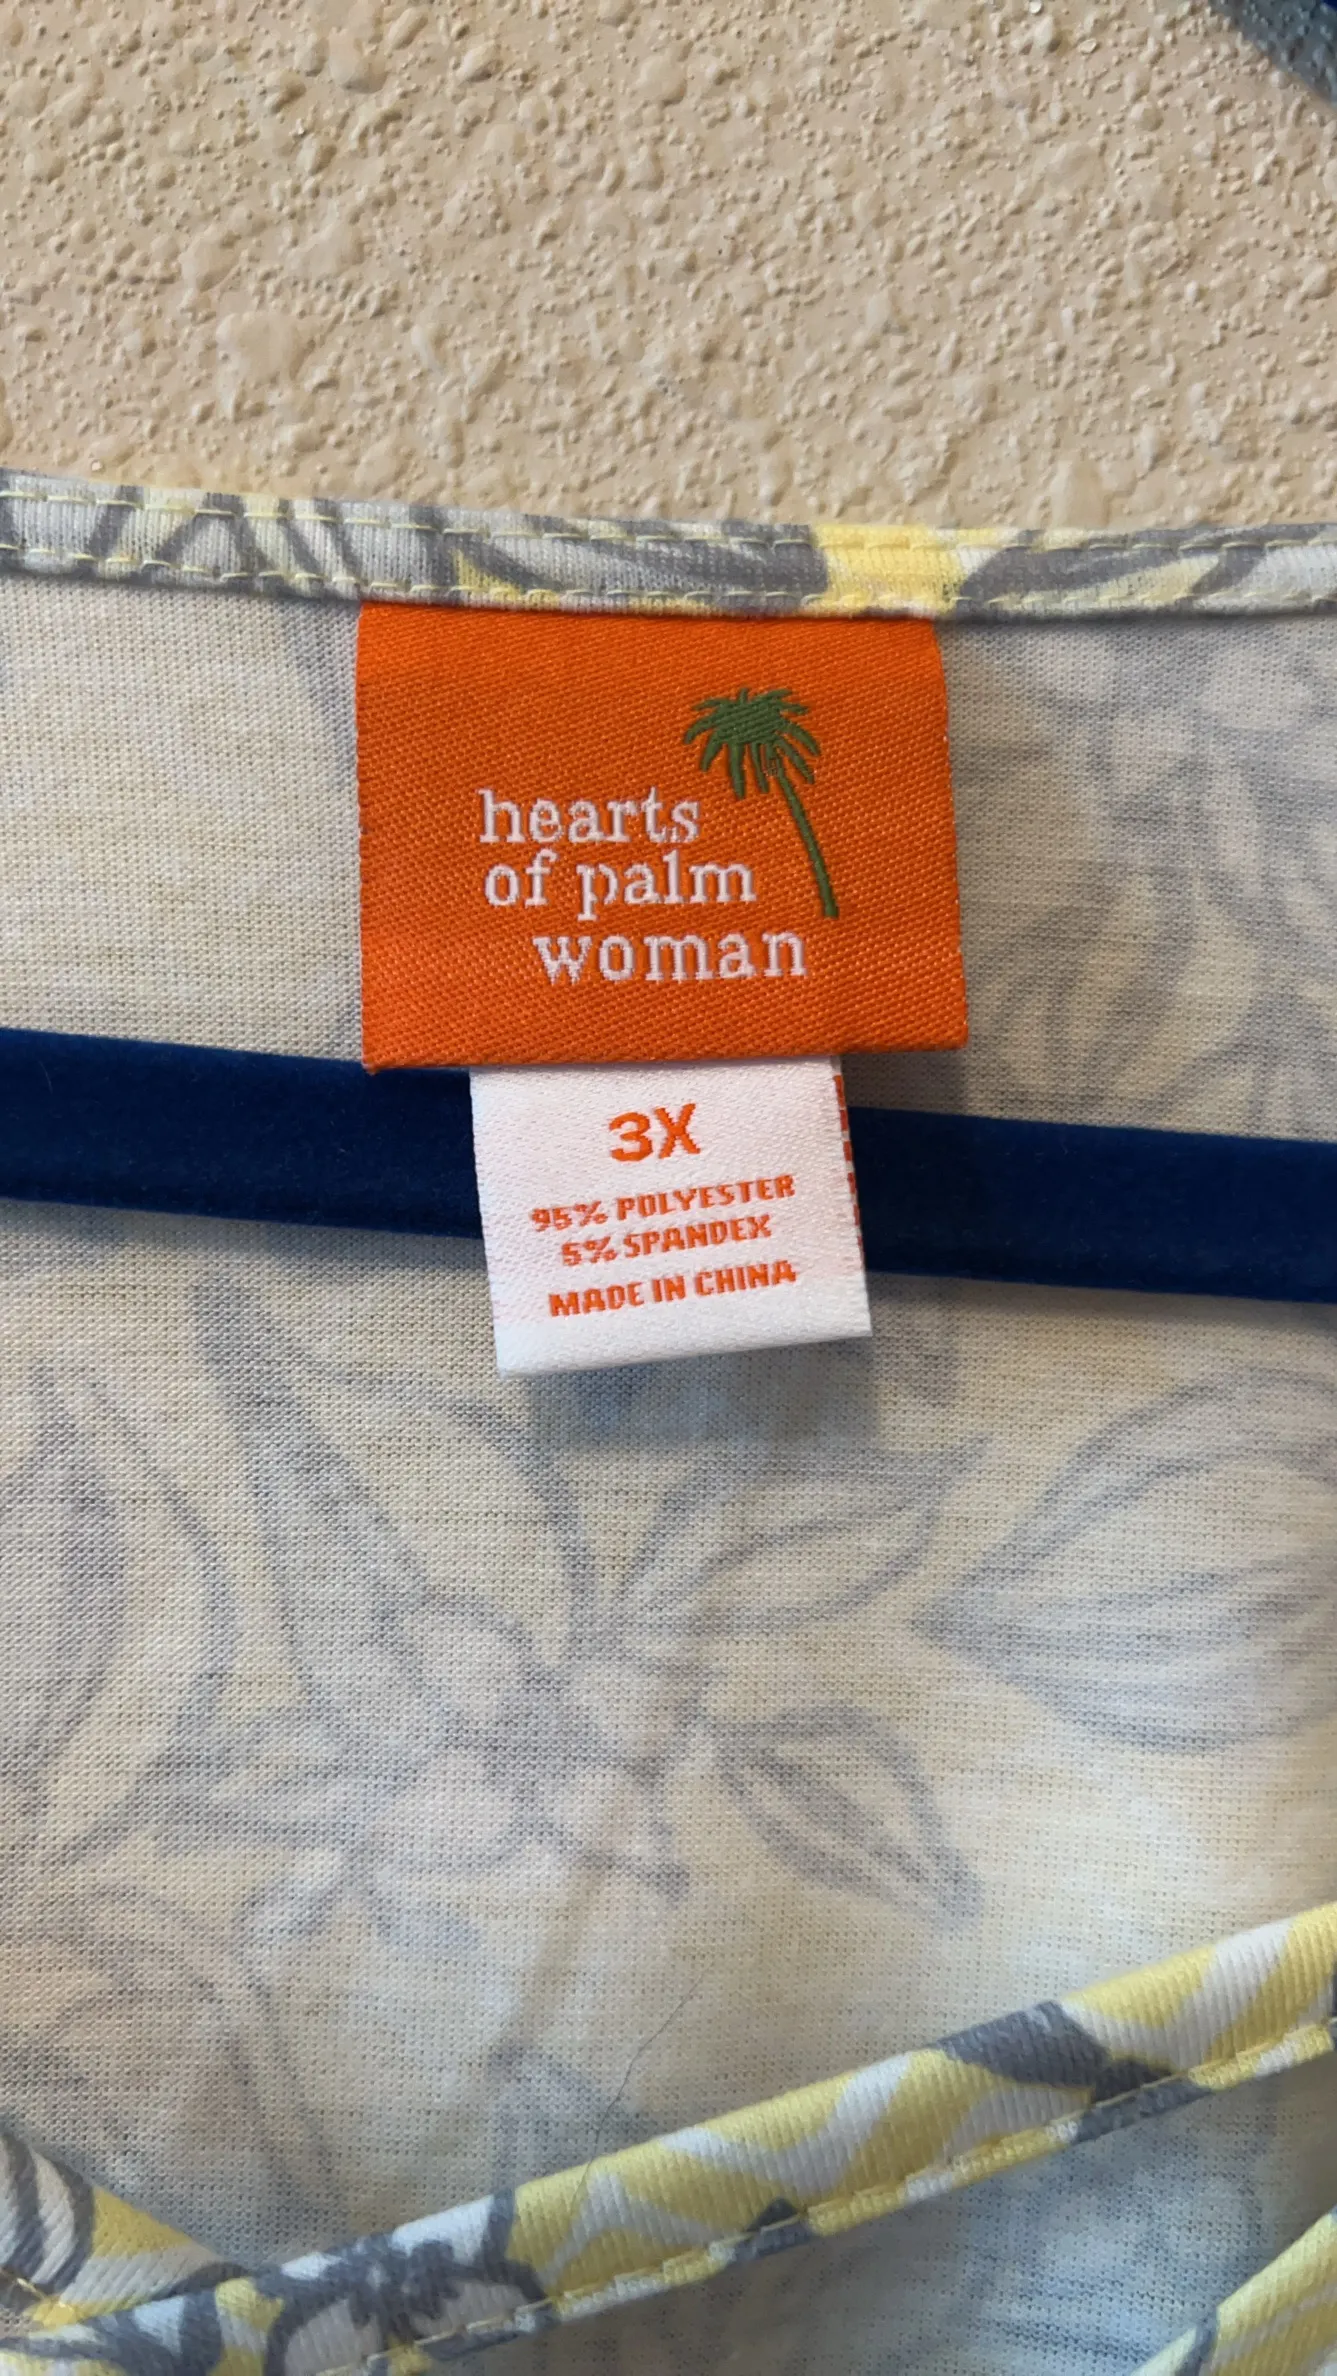 hearts
of palm
woman
3X
95% POLYESTER
5% SPANDEX
MADE IN CHINA